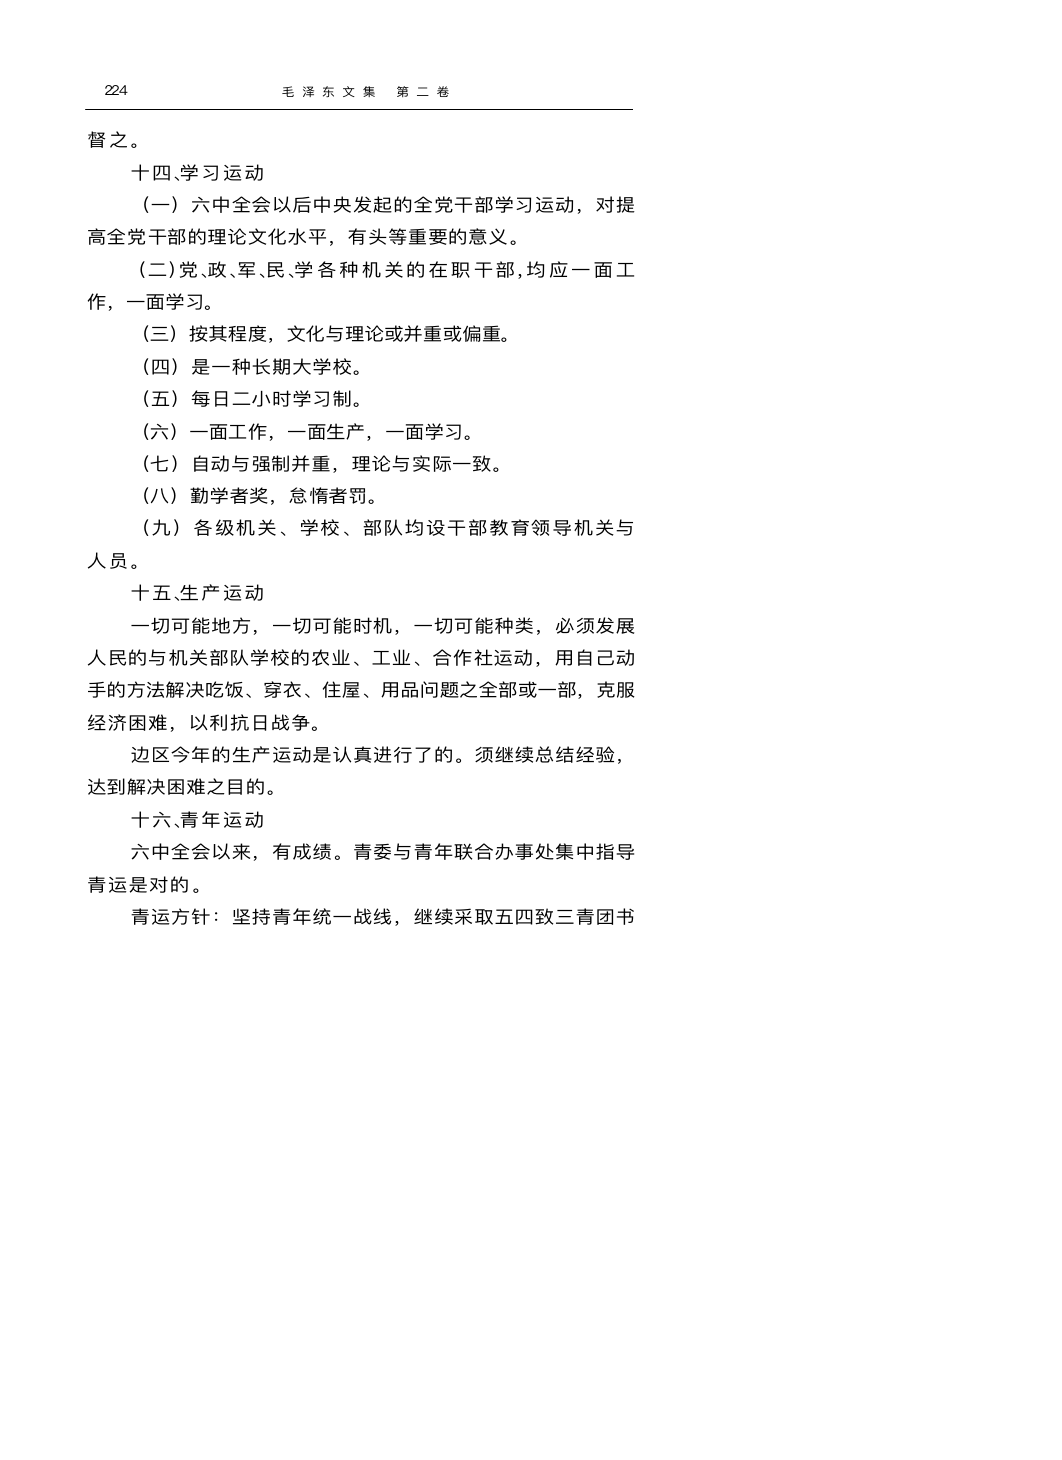 224 毛泽东文集 第二卷
督之。
十四、学习运动
（一）六中全会以后中央发起的全党干部学习运动，对提
高全党干部的理论文化水平，有头等重要的意义。
（二）党、政、军、民、学各种机关的在职干部，均应一面工
作，一面学习。
（三）按其程度，文化与理论或并重或偏重。
（四）是一种长期大学校。
（五）每日二小时学习制。
（六）一面工作，一面生产，一面学习。
（七）自动与强制并重，理论与实际一致。
（八）勤学者奖，怠惰者罚。
（九）各级机关、学校、部队均设干部教育领导机关与
人员。
十五、生产运动
一切可能地方，一切可能时机，一切可能种类，必须发展
人民的与机关部队学校的农业、工业、合作社运动，用自己动
手的方法解决吃饭、穿衣、住屋、用品问题之全部或一部，克服
经济困难，以利抗日战争。
边区今年的生产运动是认真进行了的。须继续总结经验，
达到解决困难之目的。
十六、青年运动
六中全会以来，有成绩。青委与青年联合办事处集中指导
青运是对的。
青运方针：坚持青年统一战线，继续采取五四致三青团书